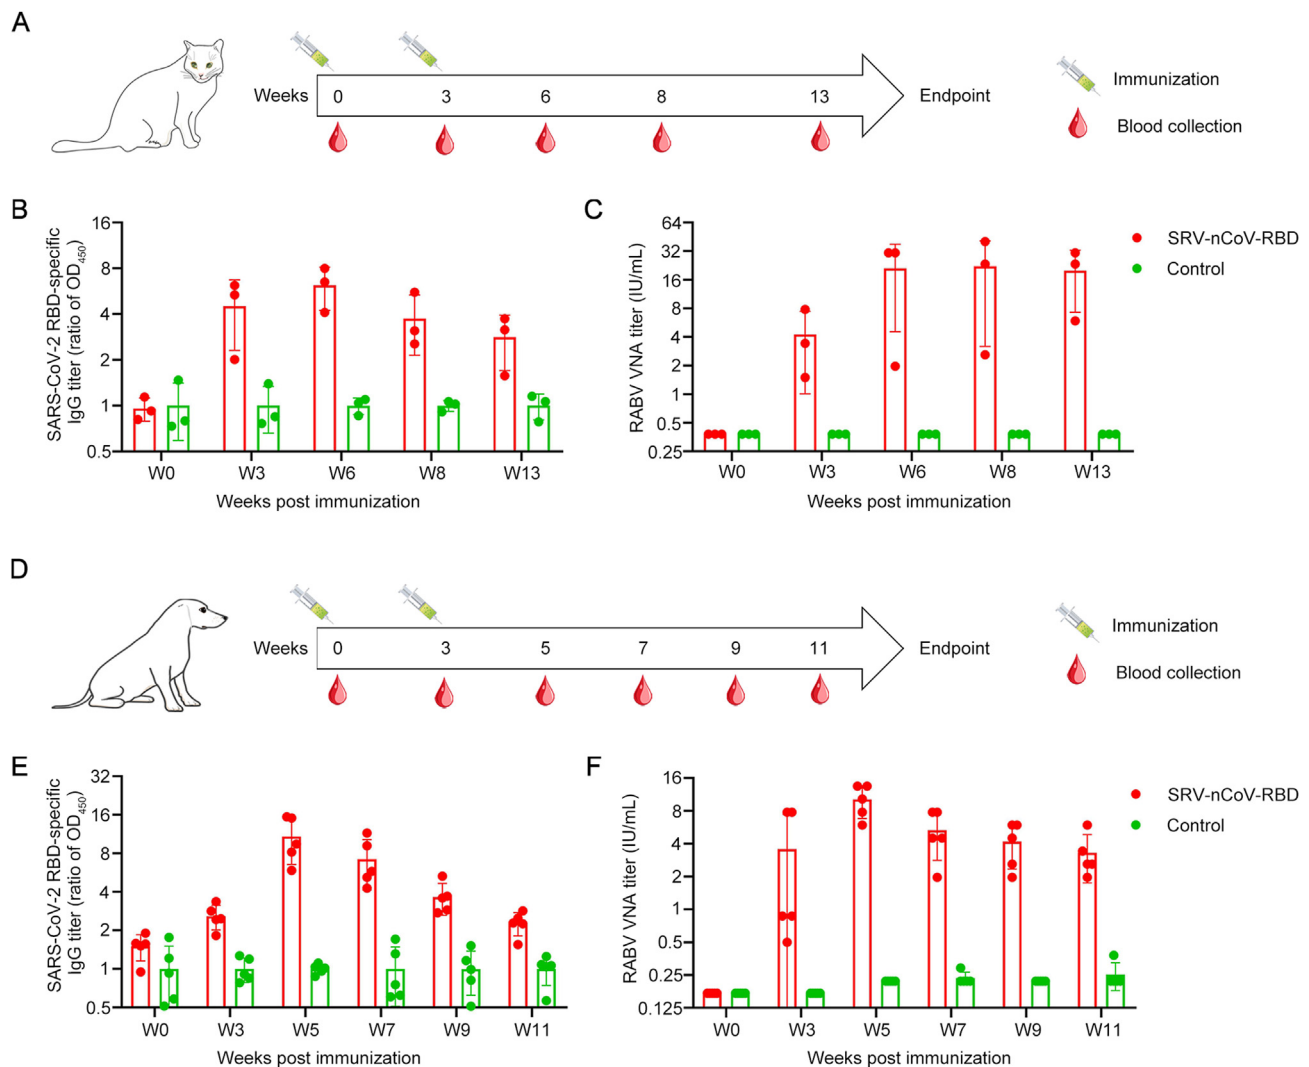 A
Weeks 0 3 6 8 13 Endpoint
Immunization
Blood collection
B
SARS-CoV-2 RBD-specific
IgG titer (ratio of OD450)
16
8
4
2
1
0.5
W0 W3 W6 W8 W13
Weeks post immunization
C
RABV VNA titer (IU/mL)
64
32
16
8
4
2
1
0.5
0.25
W0 W3 W6 W8 W13
Weeks post immunization
SRV-nCoV-RBD
Control
D
Weeks 0 3 5 7 9 11 Endpoint
Immunization
Blood collection
E
SARS-CoV-2 RBD-specific
IgG titer (ratio of OD450)
32
16
8
4
2
1
0.5
W0 W3 W5 W7 W9 W11
Weeks post immunization
F
RABV VNA titer (IU/mL)
16
8
4
2
1
0.5
0.25
0.125
W0 W3 W5 W7 W9 W11
Weeks post immunization
SRV-nCoV-RBD
Control